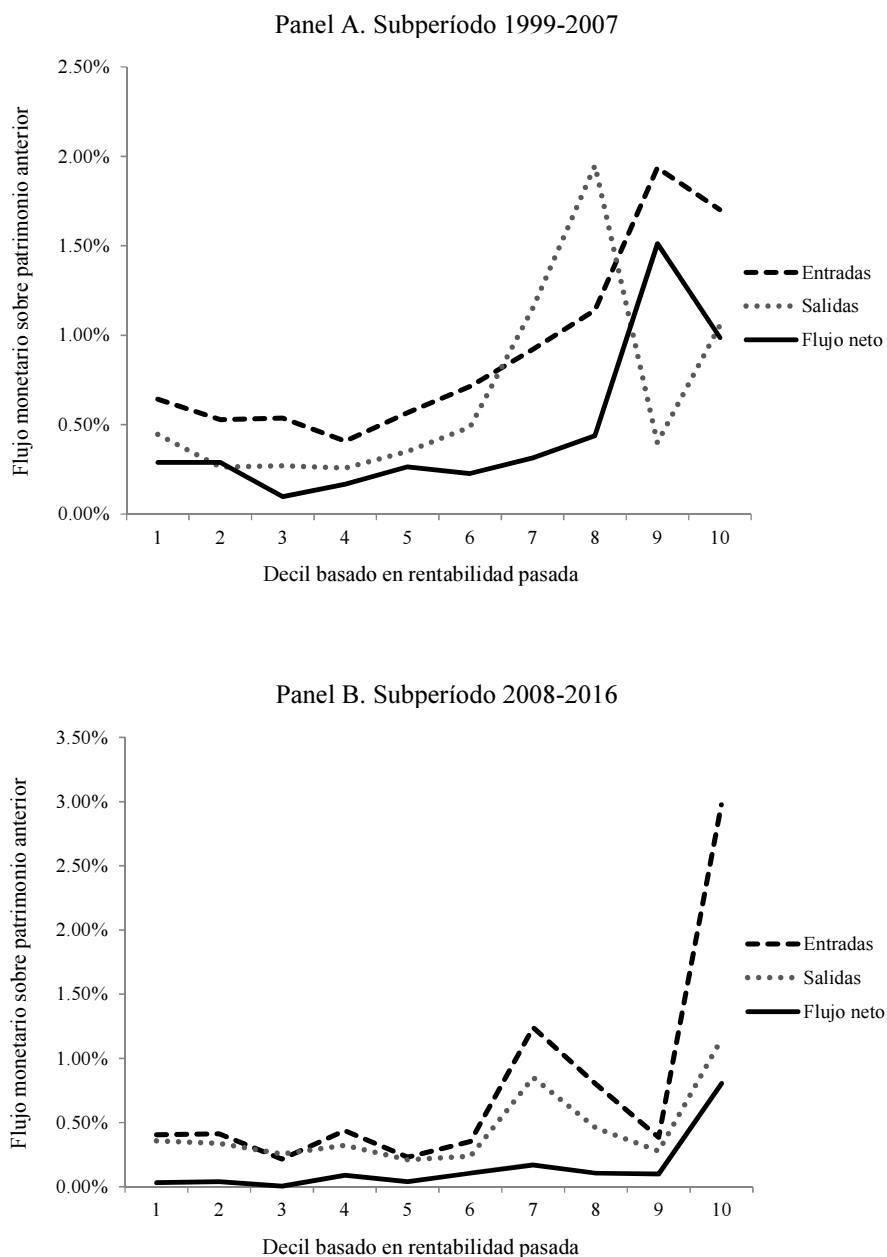 Panel A. Subperíodo 1999-2007
Flujo monetario sobre patrimonio anterior
2.50%
2.00%
1.50%
1.00%
0.50%
0.00%
1 2 3 4 5 6 7 8 9 10
Decil basado en rentabilidad pasada
Entradas
Salidas
Flujo neto
Panel B. Subperíodo 2008-2016
Flujo monetario sobre patrimonio anterior
3.50%
3.00%
2.50%
2.00%
1.50%
1.00%
0.50%
0.00%
1 2 3 4 5 6 7 8 9 10
Decil basado en rentabilidad pasada
Entradas
Salidas
Flujo neto